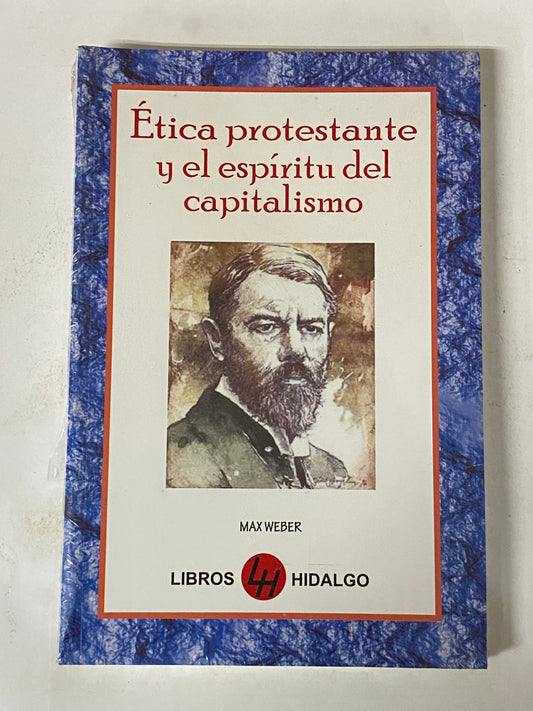 Ética protestante
y el espíritu del
capitalismo
MAX WEBER
LIBROS LH HIDALGO